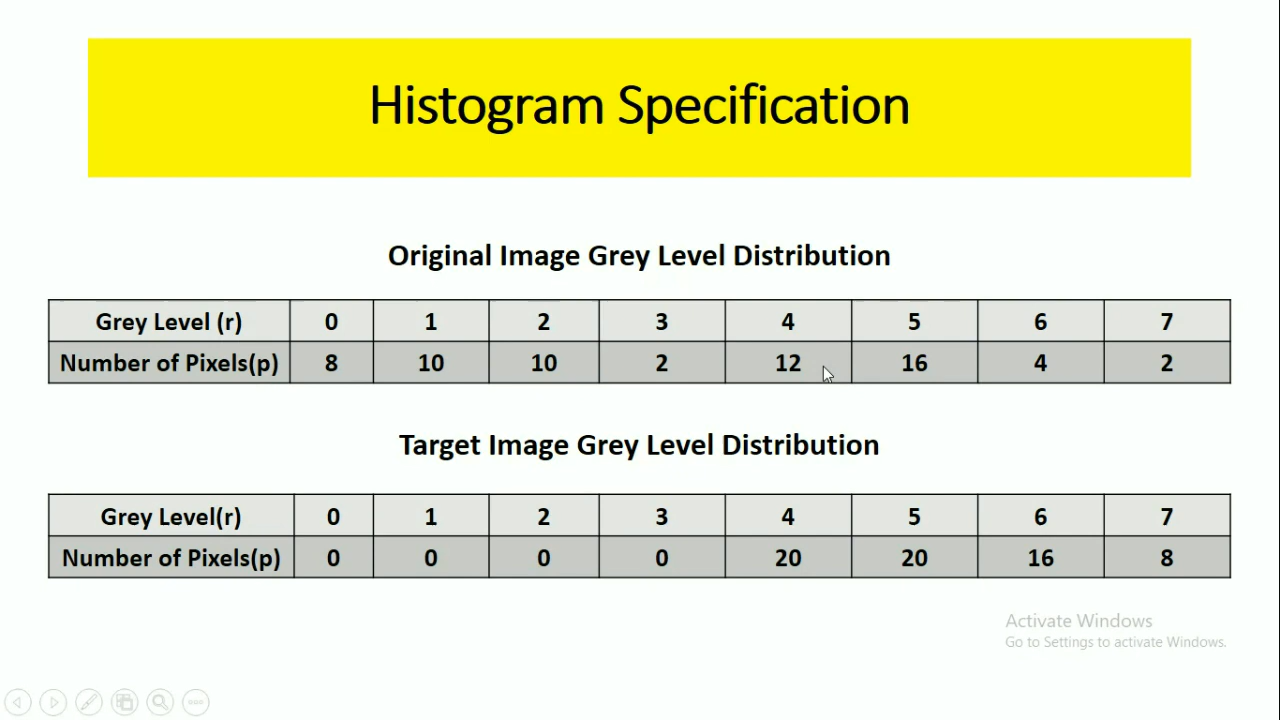 Histogram Specification
Original Image Grey Level Distribution
Grey Level (r) 0 1 2 3 4 5 6 7
Number of Pixels(p) 8 10 10 2 12 16 4 2
Target Image Grey Level Distribution
Grey Level(r) 0 1 2 3 4 5 6 7
Number of Pixels(p) 0 0 0 0 20 20 16 8
Activate Windows
Go to Settings to activate Windows.